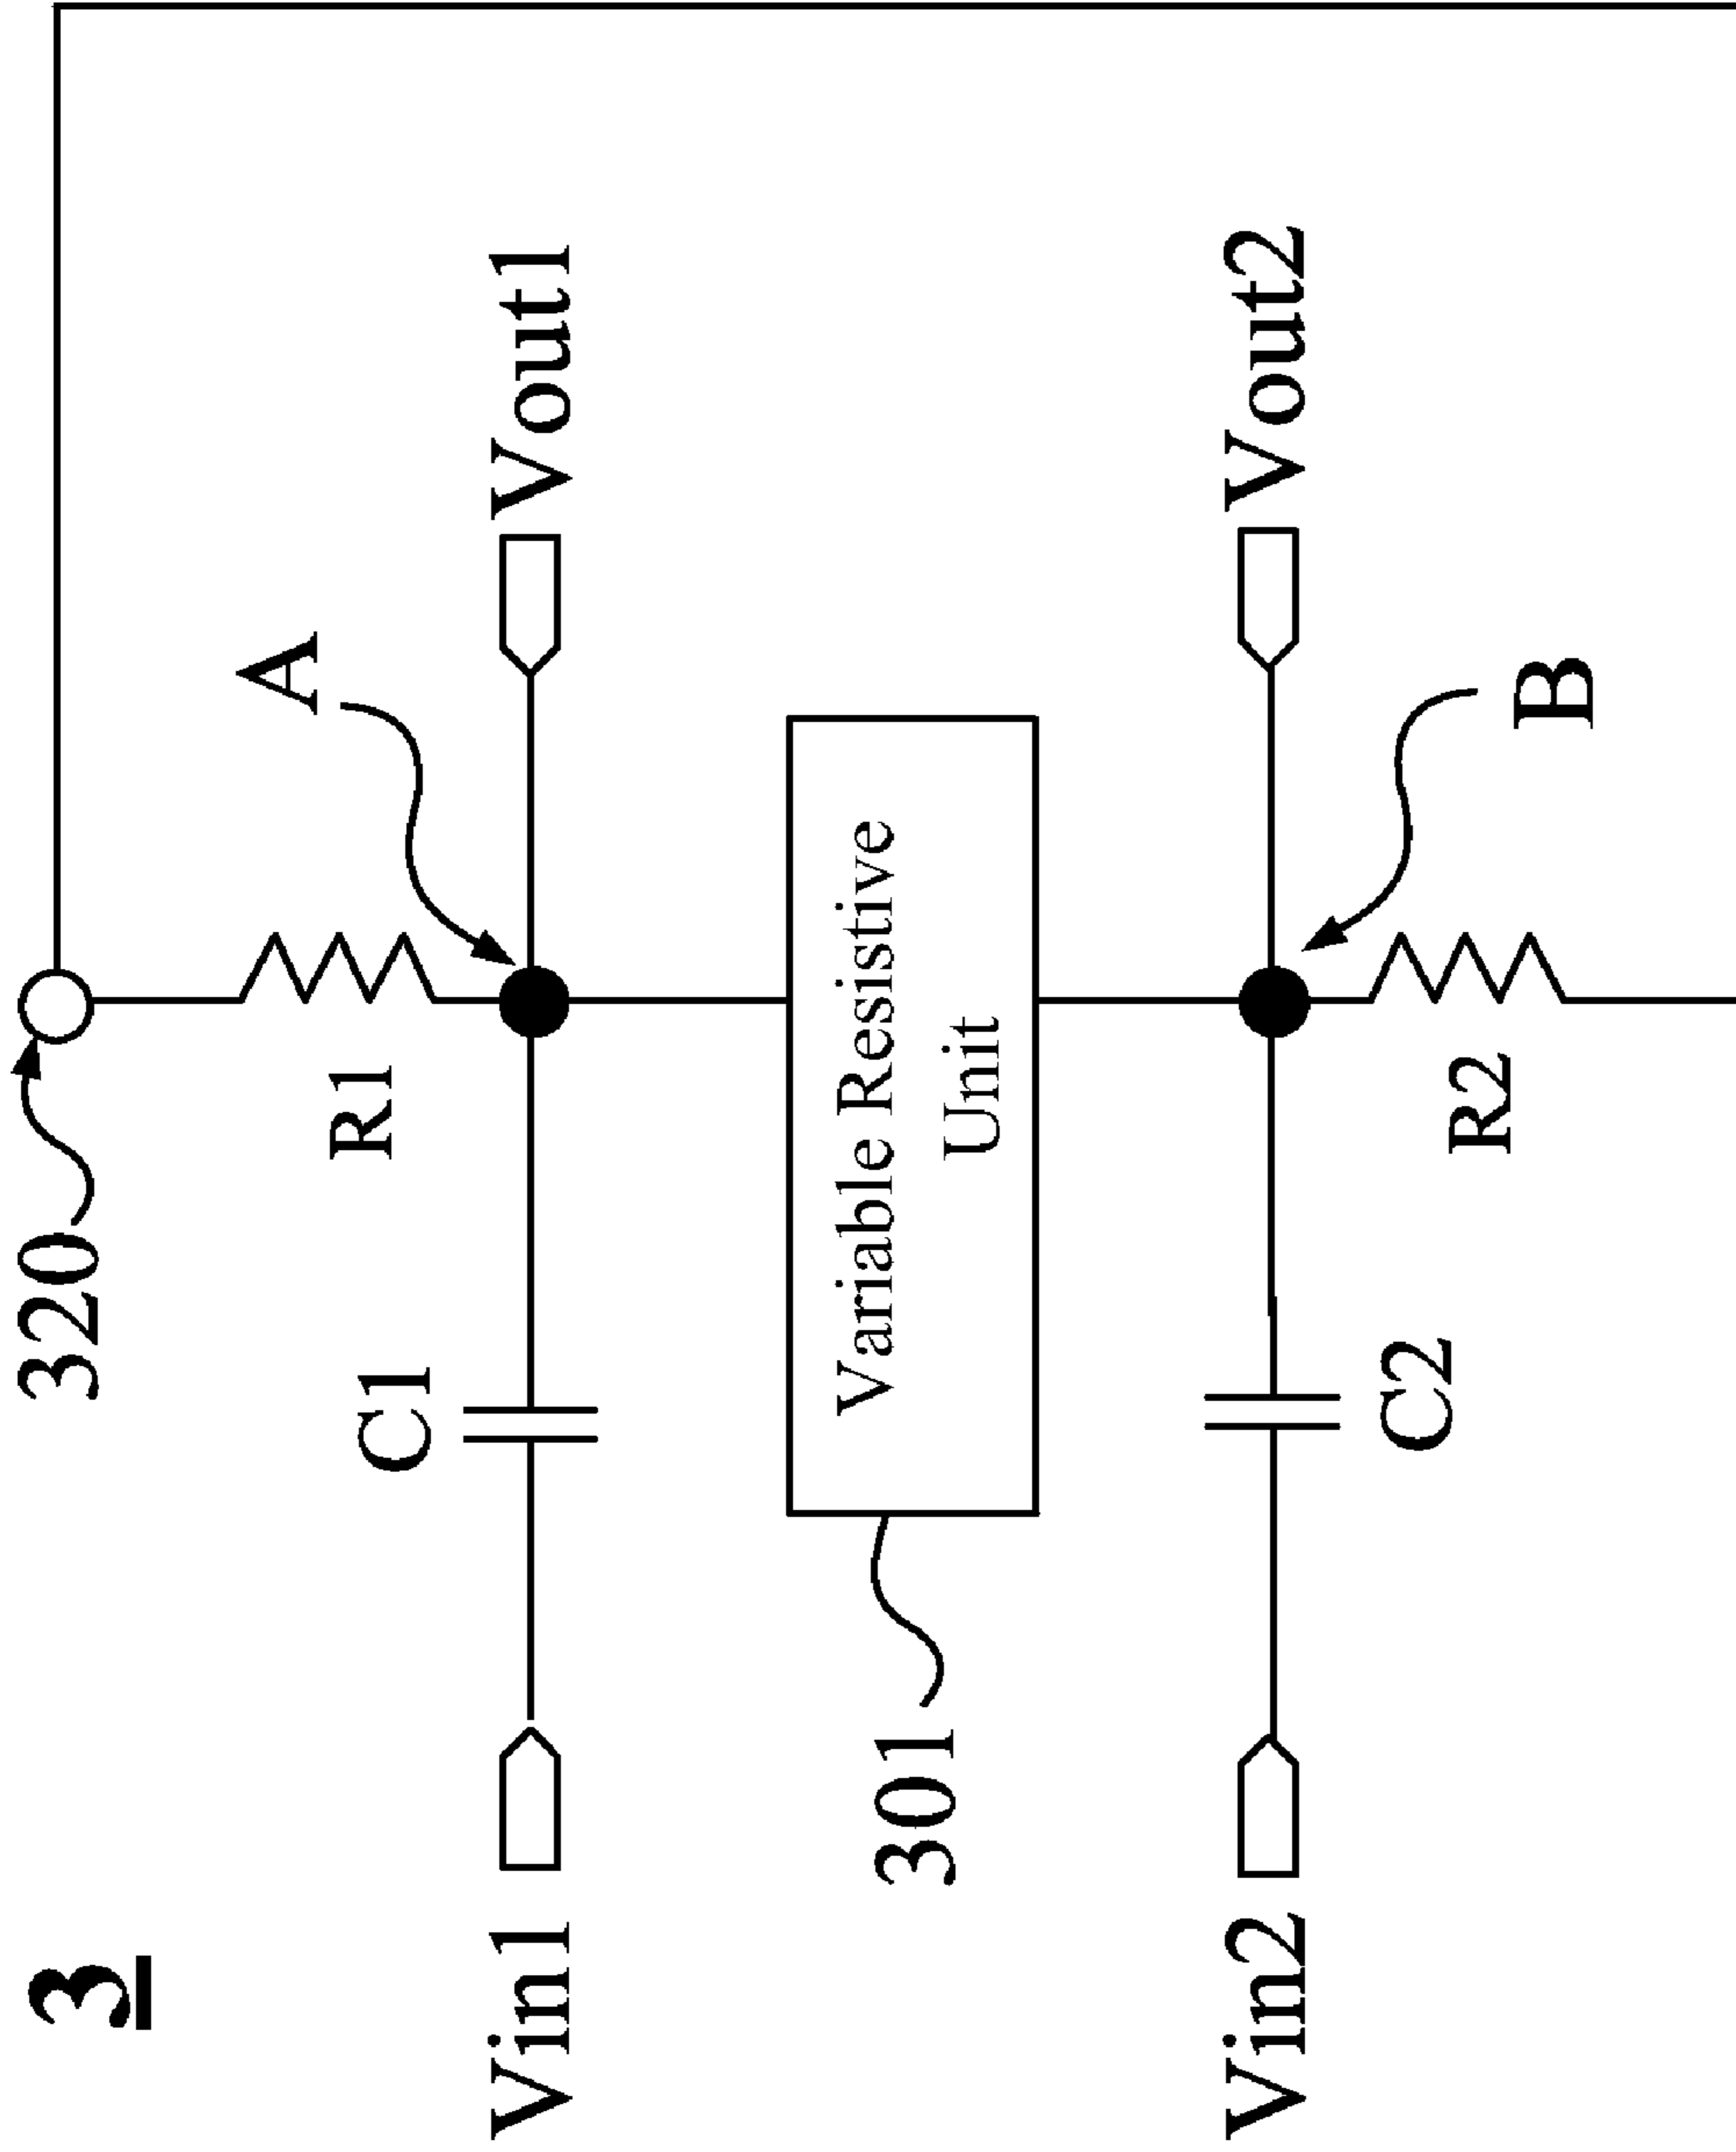 3
320
R1
A
C1
Vin1
Vout1
301
Variable Resistive
Unit
Vin2
Vout2
C2
R2
B